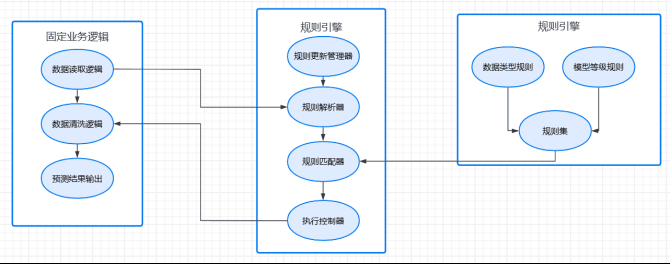 固定业务逻辑
数据读取逻辑
数据清洗逻辑
预测结果输出
规则引擎
规则更新管理器
规则解析器
规则匹配器
执行控制器
规则引擎
数据类型规则
模型等级规则
规则集